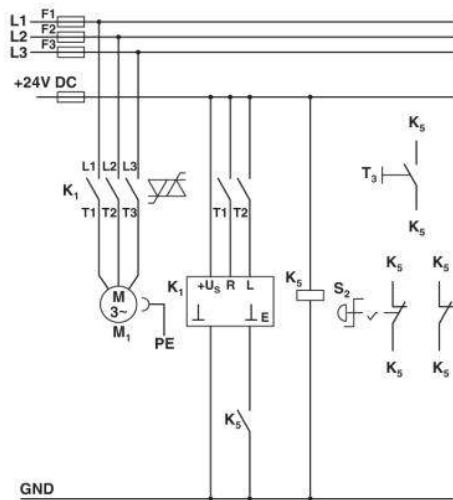 L1 F1
L2 F2
L3 F3
+24V DC
L1 L2 L3
K1
T1 T2 T3
T1 T2
K5
T3
K5
K1 +US R L
E
K5
S2
K5 K5
M
3~
M1
PE
K5 K5
K5
GND